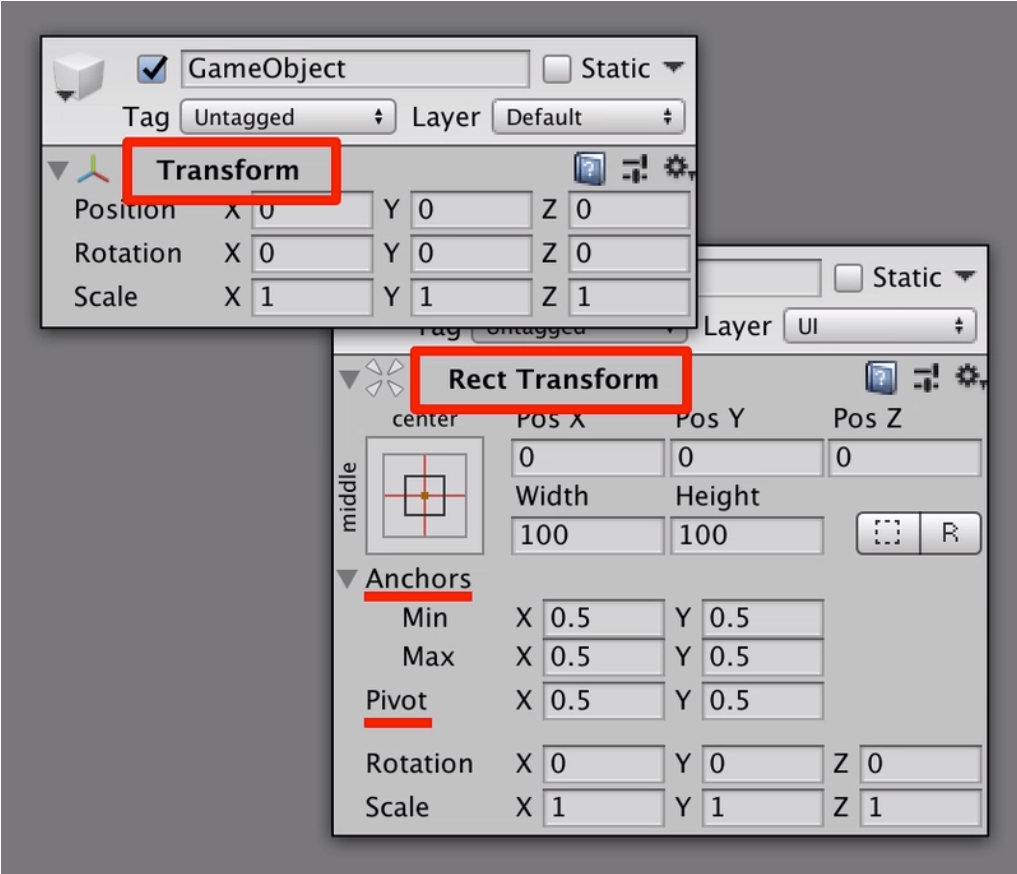 GameObject Static
Tag Untagged Layer Default
Transform
Position X 0 Y 0 Z 0
Rotation X 0 Y 0 Z 0
Scale X 1 Y 1 Z 1
Static
Tag Untagged Layer UI
Rect Transform
center
middle
Pos X Pos Y Pos Z
0 0 0
Width Height
100 100 R
Anchors
Min X 0.5 Y 0.5
Max X 0.5 Y 0.5
Pivot X 0.5 Y 0.5
Rotation X 0 Y 0 Z 0
Scale X 1 Y 1 Z 1